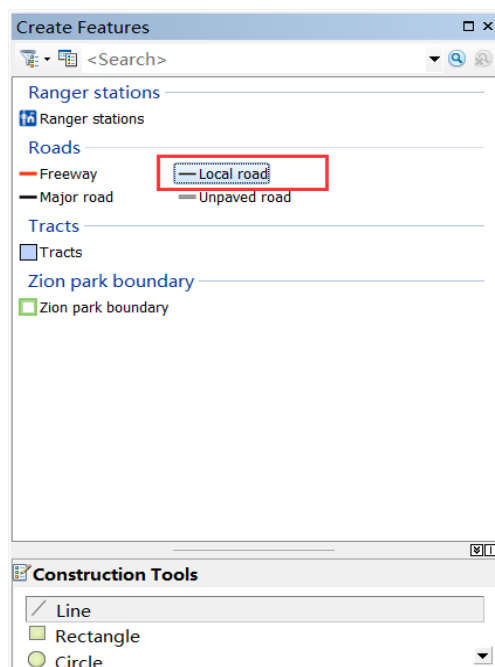 Create Features
<Search>
Ranger stations
Ranger stations
Roads
Freeway Local road
Major road Unpaved road
Tracts
Tracts
Zion park boundary
Zion park boundary
Construction Tools
Line
Rectangle
Circle